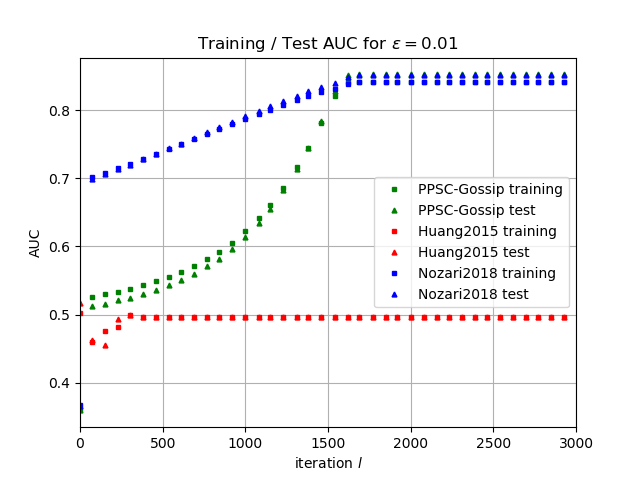 Training / Test AUC for ε = 0.01
AUC
0.8
0.7
0.6
0.5
0.4
PPSC-Gossip training
PPSC-Gossip test
Huang2015 training
Huang2015 test
Nozari2018 training
Nozari2018 test
0 500 1000 1500 2000 2500 3000
iteration l